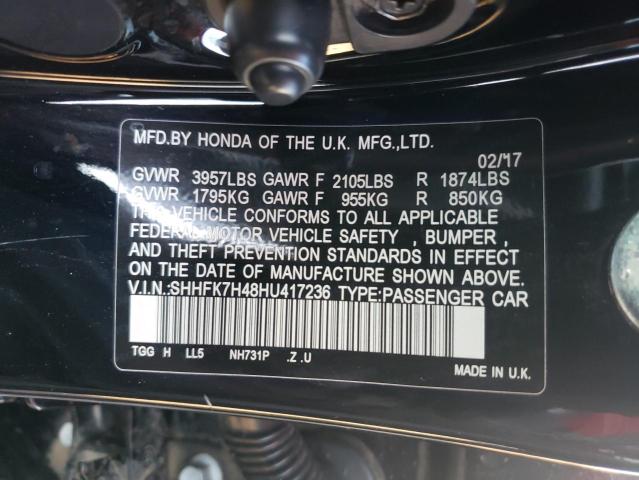 MFD.BY HONDA OF THE U.K. MFG.,LTD.
02/17
GVWR 3957LBS GAWR F 2105LBS R 1874LBS
GVWR 1795KG GAWR F 955KG R 850KG
THIS VEHICLE CONFORMS TO ALL APPLICABLE
FEDERAL MOTOR VEHICLE SAFETY , BUMPER ,
AND THEFT PREVENTION STANDARDS IN EFFECT
ON THE DATE OF MANUFACTURE SHOWN ABOVE.
V.I.N.:SHHFK7H48HU417236 TYPE:PASSENGER CAR
TGG H LL5 NH731P .Z .U
MADE IN U.K.